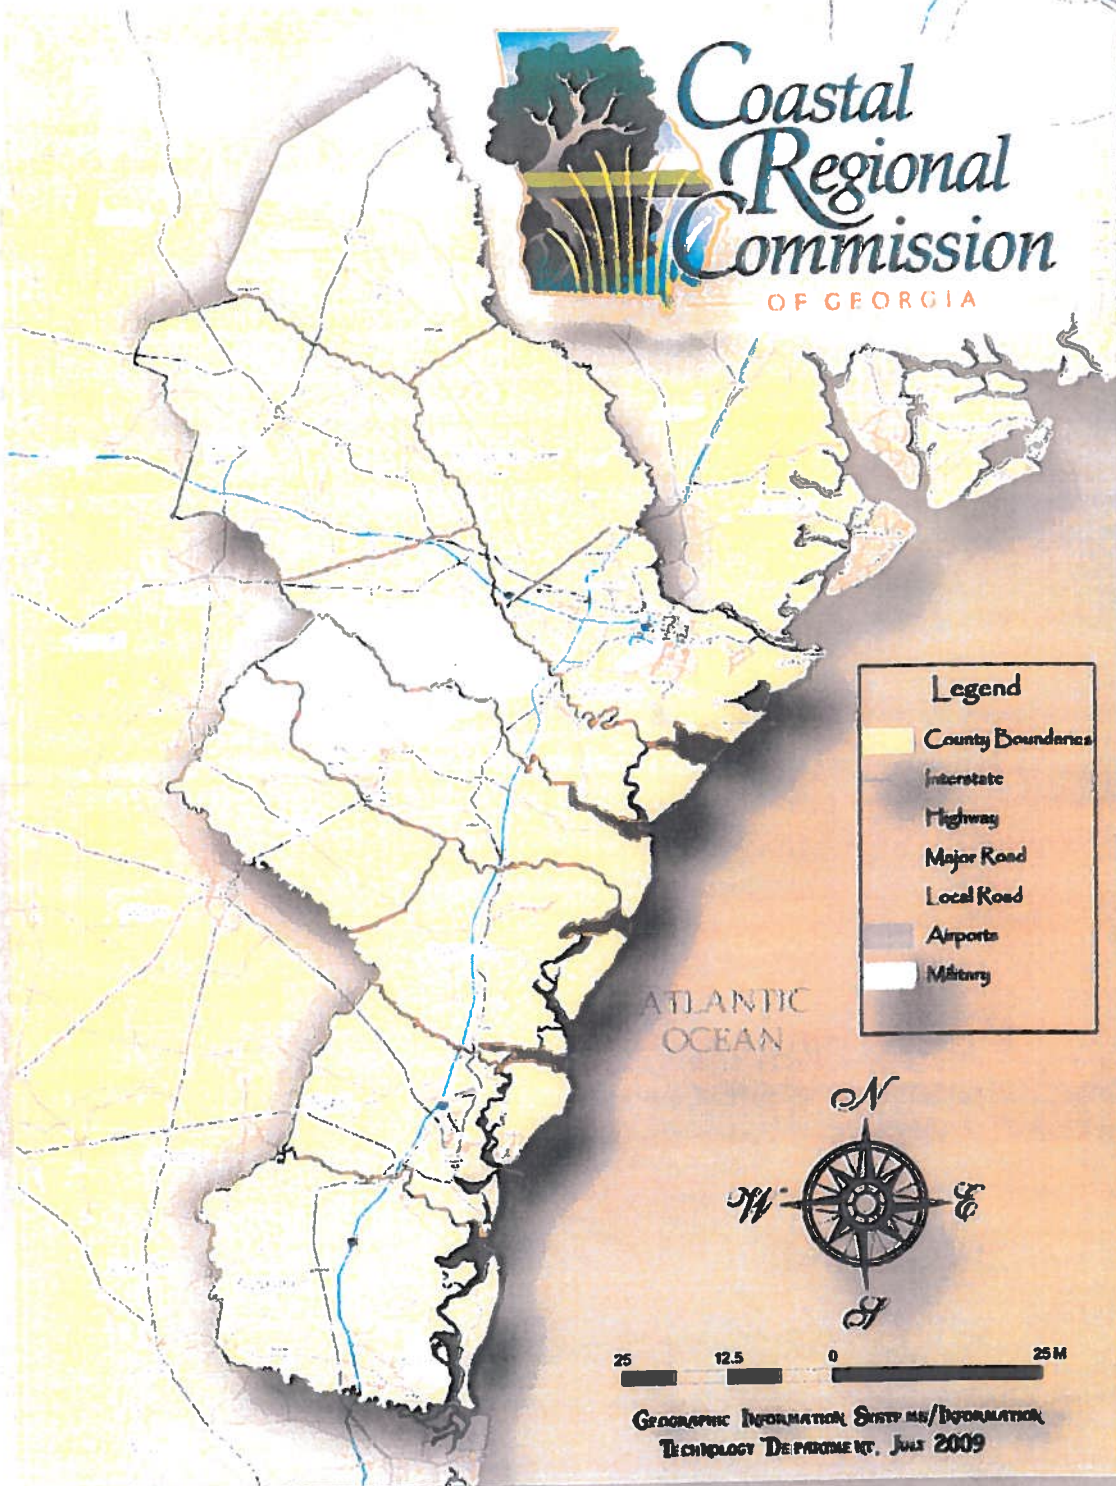 Coastal
Regional
Commission
OF GEORGIA
Legend
County Boundaries
Interstate
Highway
Major Road
Local Road
Airports
Military
ATLANTIC
OCEAN
N
W
E
S
25 12.5 0 25 M
GEOGRAPHIC INFORMATION SYSTEMS/INFORMATION
TECHNOLOGY DEPARTMENT, JULY 2009